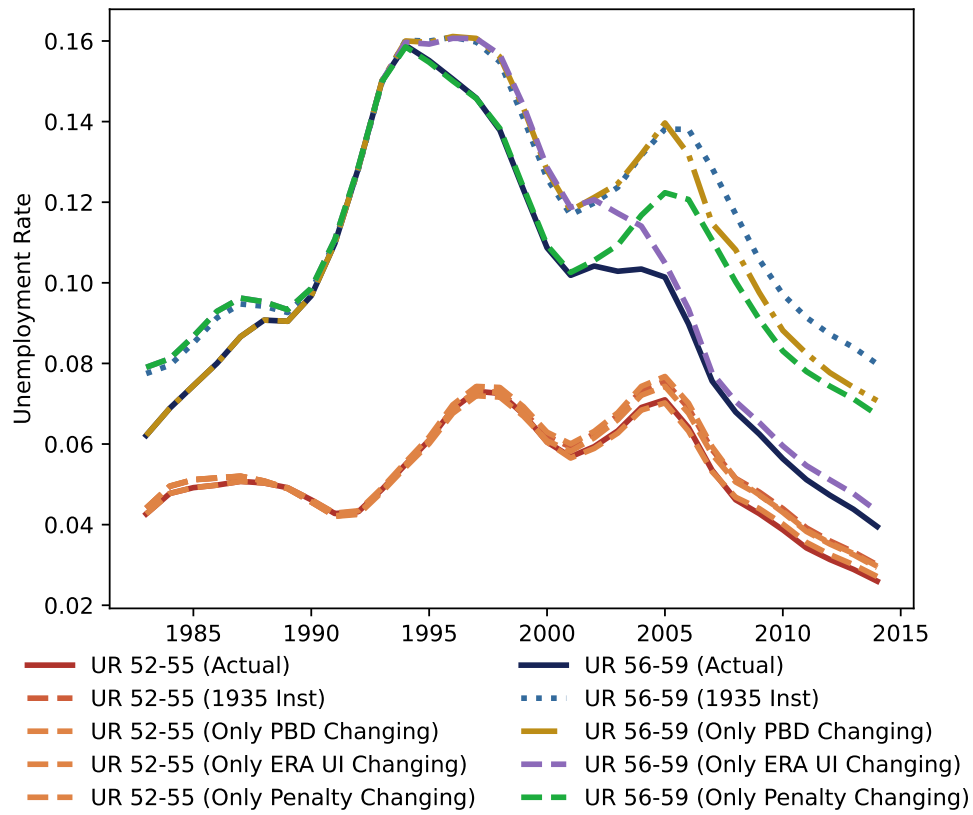 0.16
0.14
0.12
0.10
0.08
0.06
0.04
0.02
Unemployment Rate
1985 1990 1995 2000 2005 2010 2015
UR 52-55 (Actual)
UR 52-55 (1935 Inst)
UR 52-55 (Only PBD Changing)
UR 52-55 (Only ERA UI Changing)
UR 52-55 (Only Penalty Changing)
UR 56-59 (Actual)
UR 56-59 (1935 Inst)
UR 56-59 (Only PBD Changing)
UR 56-59 (Only ERA UI Changing)
UR 56-59 (Only Penalty Changing)